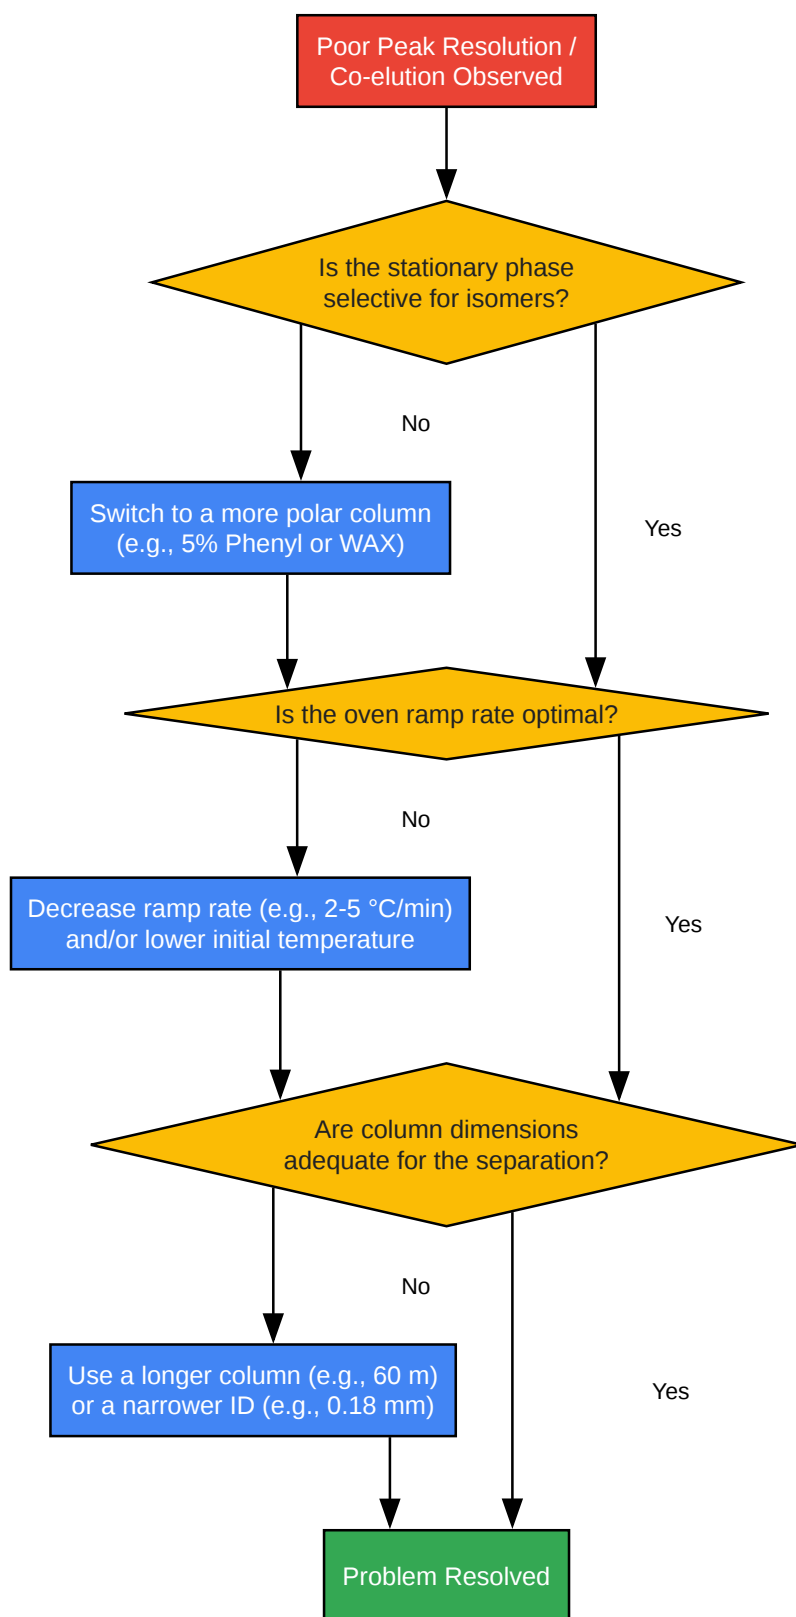 Poor Peak Resolution /
Co-elution Observed
Is the stationary phase
selective for isomers?
No
Switch to a more polar column
(e.g., 5% Phenyl or WAX)
Yes
Is the oven ramp rate optimal?
No
Decrease ramp rate (e.g., 2-5 °C/min)
and/or lower initial temperature
Yes
Are column dimensions
adequate for the separation?
No
Use a longer column (e.g., 60 m)
or a narrower ID (e.g., 0.18 mm)
Yes
Problem Resolved